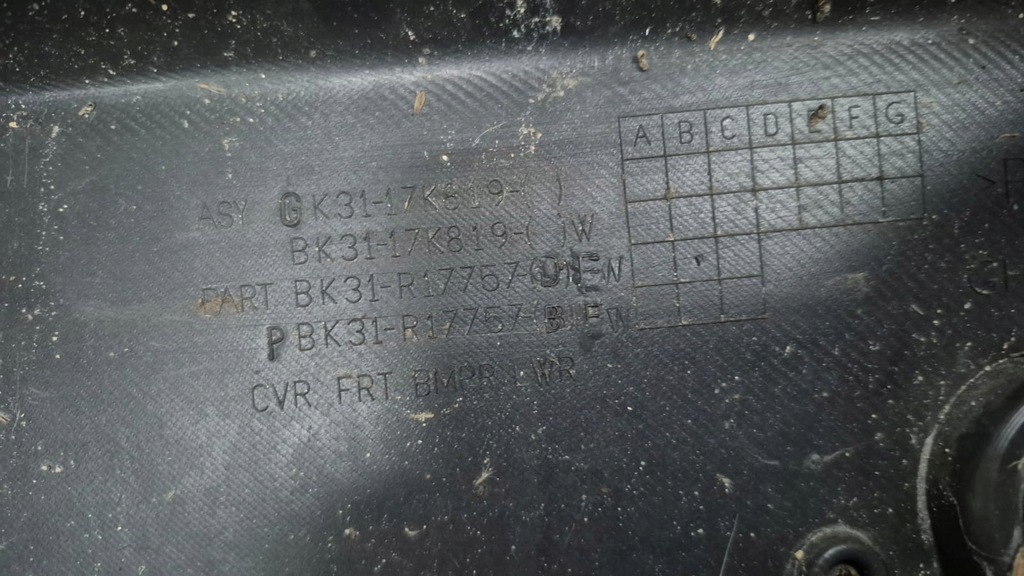 A B C D E F G
ASY GK31-17K819-( )
BK31-17K819-( )W
PART BK31-R17757
PBK31-R17757
CVR FRT BMPR LWR